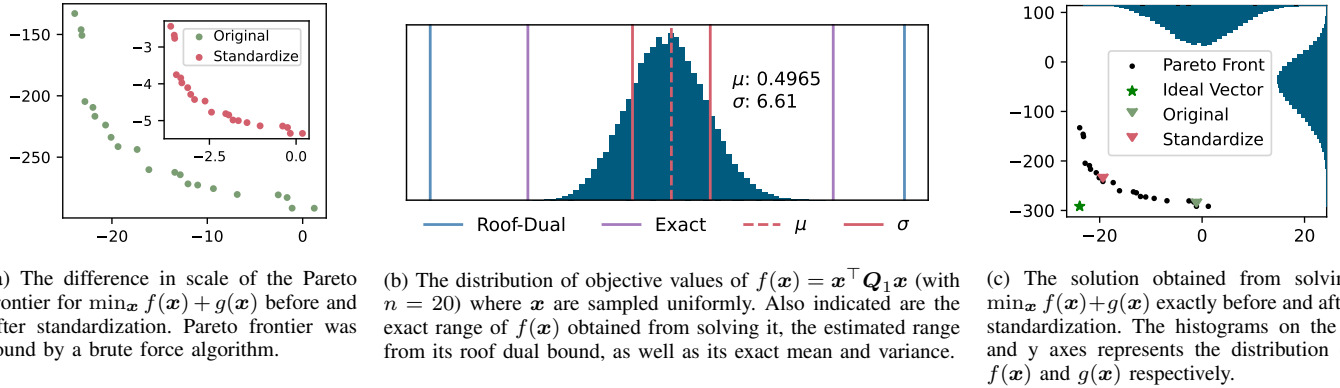 −150
−200
−250
−20
−10
0
Original
Standardize
−3
−4
−5
−2.5
0.0
μ: 0.4965
σ: 6.61
Roof-Dual
Exact
μ
σ
100
0
−100
−200
−300
−20
0
20
Pareto Front
Ideal Vector
Original
Standardize
a) The difference in scale of the Pareto
rontier for min𝒙 f(𝒙) + g(𝒙) before and
fter standardization. Pareto frontier was
ound by a brute force algorithm.
(b) The distribution of objective values of f(𝒙) = 𝒙⊤𝑸₁𝒙 (with
n = 20) where 𝒙 are sampled uniformly. Also indicated are the
exact range of f(𝒙) obtained from solving it, the estimated range
from its roof dual bound, as well as its exact mean and variance.
(c) The solution obtained from solvin
min𝒙 f(𝒙)+g(𝒙) exactly before and aft
standardization. The histograms on the
and y axes represents the distribution
f(𝒙) and g(𝒙) respectively.